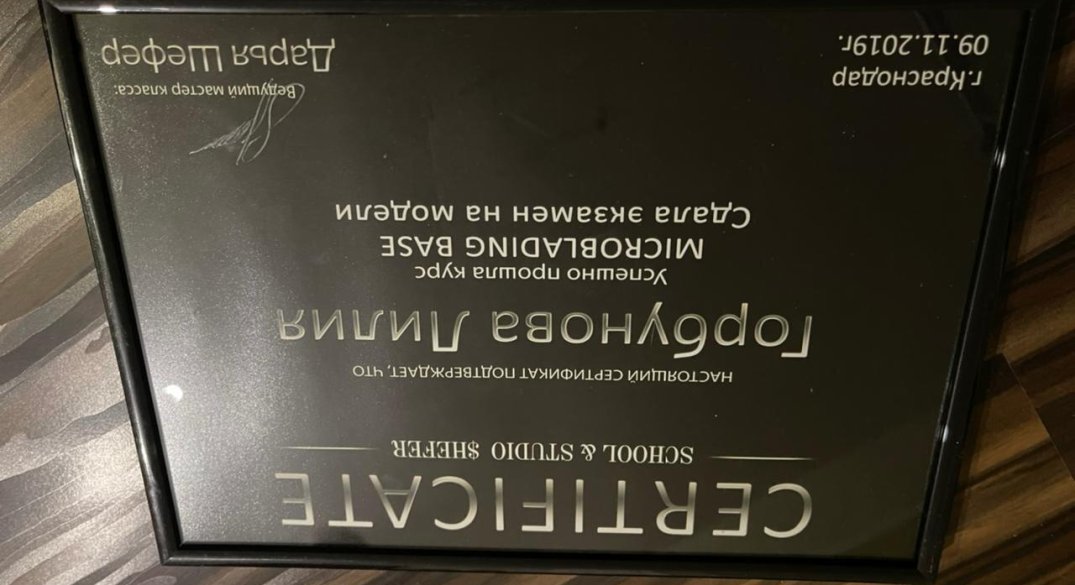 CERTIFICATE
SCHOOL & STUDIO $HEFER
НАСТОЯЩИЙ СЕРТИФИКАТ ПОДТВЕРЖДАЕТ, ЧТО
Горбунова Лилия
Успешно прошла курс
MICROBLADING BASE
Сдала экзамен на модели
г.Краснодар
09.11.2019г.
Ведущий мастер класса:
Дарья Шефер